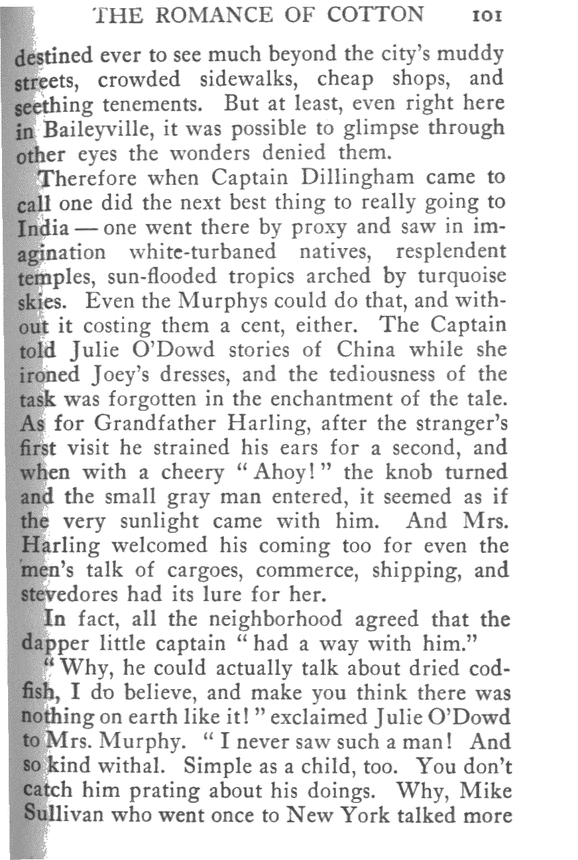 THE ROMANCE OF COTTON 101
destined ever to see much beyond the city's muddy
streets, crowded sidewalks, cheap shops, and
seething tenements. But at least, even right here
in Baileyville, it was possible to glimpse through
other eyes the wonders denied them.
Therefore when Captain Dillingham came to
call one did the next best thing to really going to
India — one went there by proxy and saw in im-
agination white-turbaned natives, resplendent
temples, sun-flooded tropics arched by turquoise
skies. Even the Murphys could do that, and with-
out it costing them a cent, either. The Captain
told Julie O'Dowd stories of China while she
ironed Joey's dresses, and the tediousness of the
task was forgotten in the enchantment of the tale.
As for Grandfather Harling, after the stranger's
first visit he strained his ears for a second, and
when with a cheery "Ahoy!" the knob turned
and the small gray man entered, it seemed as if
the very sunlight came with him. And Mrs.
Harling welcomed his coming too for even the
men's talk of cargoes, commerce, shipping, and
stevedores had its lure for her.
In fact, all the neighborhood agreed that the
dapper little captain "had a way with him."
"Why, he could actually talk about dried cod-
fish, I do believe, and make you think there was
nothing on earth like it!" exclaimed Julie O'Dowd
to Mrs. Murphy. "I never saw such a man! And
so kind withal. Simple as a child, too. You don't
catch him prating about his doings. Why, Mike
Sullivan who went once to New York talked more